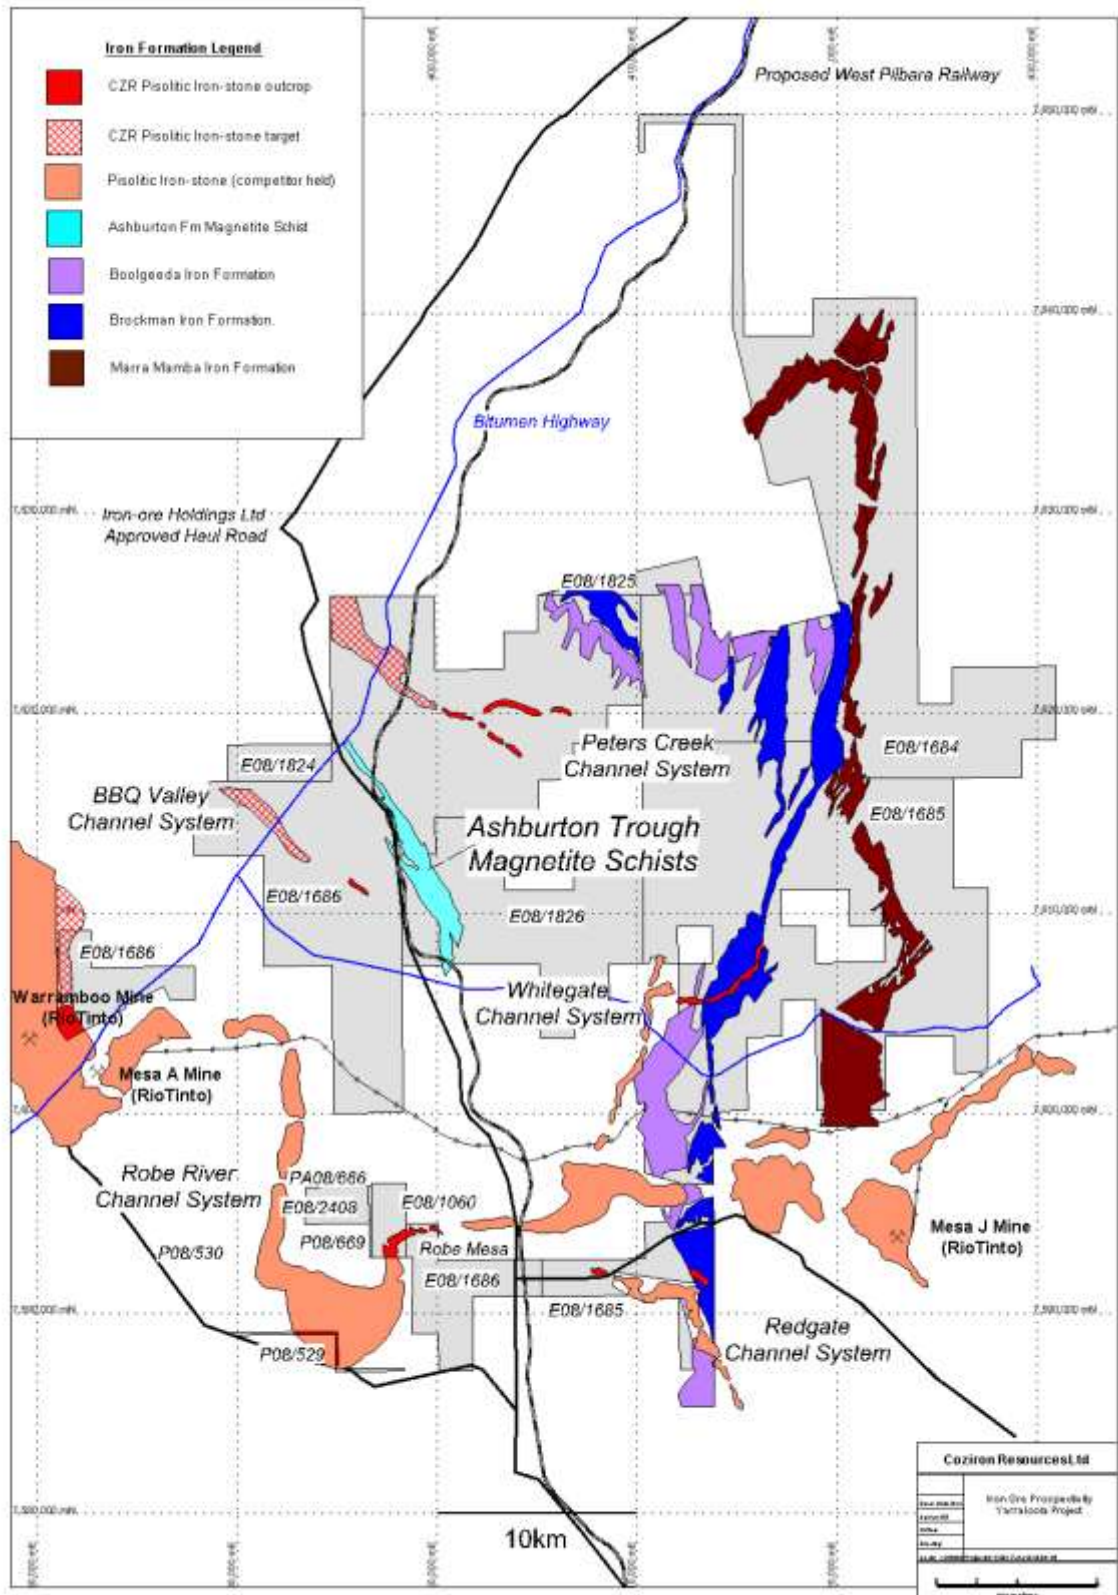 Iron Formation Legend
CZR Pisolitic Iron-stone outcrop
CZR Pisolitic Iron-stone target
Pisolitic Iron-stone (competitor held)
Ashburton Fm Magnetite Schist
Boolgeeda Iron Formation
Brockman Iron Formation.
Marra Mamba Iron Formation
Proposed West Pilbara Railway
Bitumen Highway
Iron-ore Holdings Ltd
Approved Haul Road
E08/1825
Peters Creek
Channel System
E08/1684
E08/1824
BBQ Valley
Channel System
E08/1685
Ashburton Trough
Magnetite Schists
E08/1686
E08/1826
E08/1686
Warramboo Mine
(RioTinto)
Whitegate
Channel System
Mesa A Mine
(RioTinto)
Robe River
Channel System
PA08/666
E08/2408
E08/1060
P08/669
Robe Mesa
P08/530
Mesa J Mine
(RioTinto)
E08/1686
E08/1685
Redgate
Channel System
P08/529
10km
Coziron Resources Ltd
Iron Ore Prospectivity
Yarraloola Project